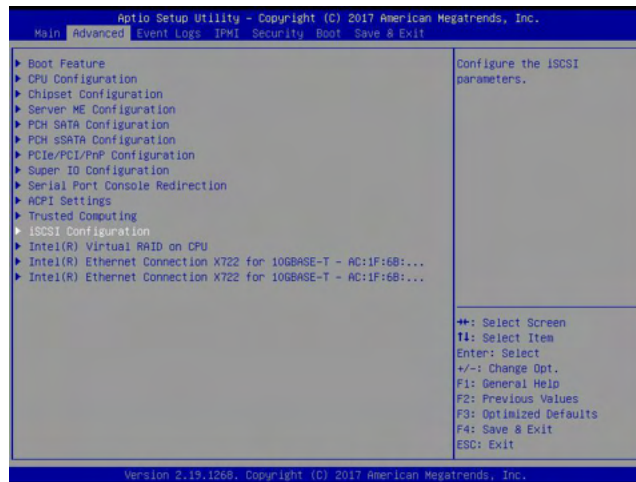 Aptio Setup Utility - Copyright (C) 2017 American Megatrends, Inc.
Main Advanced Event Logs IPMI Security Boot Save & Exit
Boot Feature
CPU Configuration
Chipset Configuration
Server ME Configuration
PCH SATA Configuration
PCH sSATA Configuration
PCIe/PCI/PnP Configuration
Super IO Configuration
Serial Port Console Redirection
ACPI Settings
Trusted Computing
iSCSI Configuration
Intel(R) Virtual RAID on CPU
Intel(R) Ethernet Connection X722 for 10GBASE-T - AC:1F:6B:...
Intel(R) Ethernet Connection X722 for 10GBASE-T - AC:1F:6B:...
Configure the iSCSI
parameters.
→←: Select Screen
↑↓: Select Item
Enter: Select
+/-: Change Opt.
F1: General Help
F2: Previous Values
F3: Optimized Defaults
F4: Save & Exit
ESC: Exit
Version 2.19.1268. Copyright (C) 2017 American Megatrends, Inc.